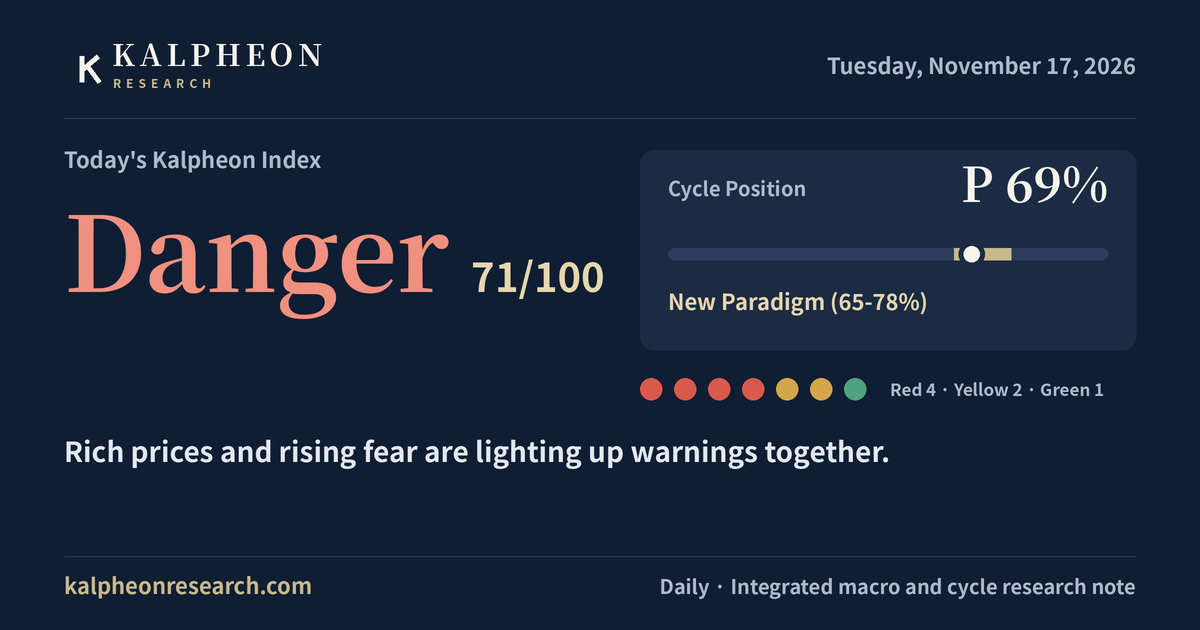 K KALPHEON
RESEARCH
Tuesday, November 17, 2026
Today's Kalpheon Index
Danger 71/100
Cycle Position
P 69%
New Paradigm (65-78%)
Red 4 · Yellow 2 · Green 1
Rich prices and rising fear are lighting up warnings together.
kalpheonresearch.com
Daily · Integrated macro and cycle research note